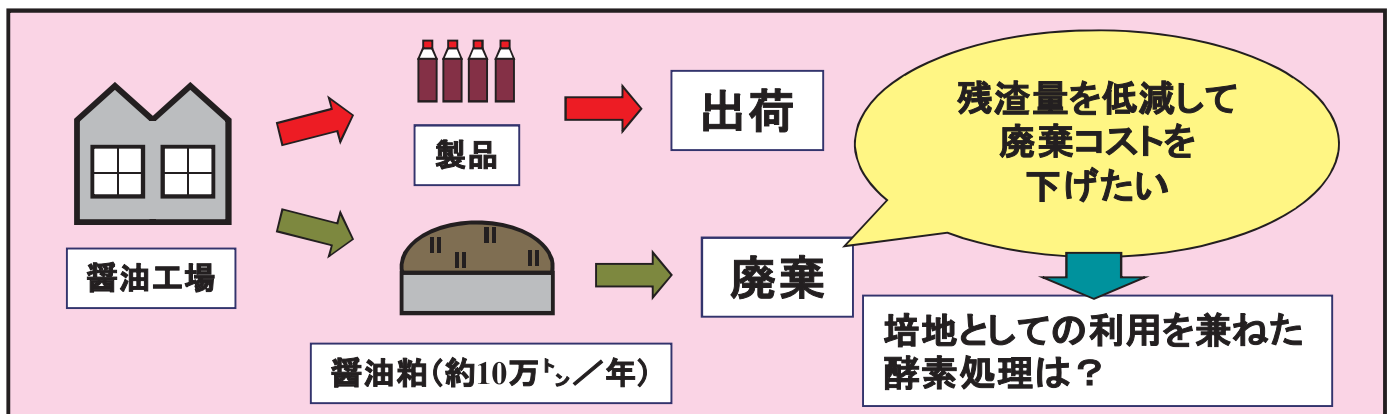 醤油工場
製品
出荷
醤油粕（約10万㌧／年）
廃棄
残渣量を低減して
廃棄コストを
下げたい
培地としての利用を兼ねた
酵素処理は？